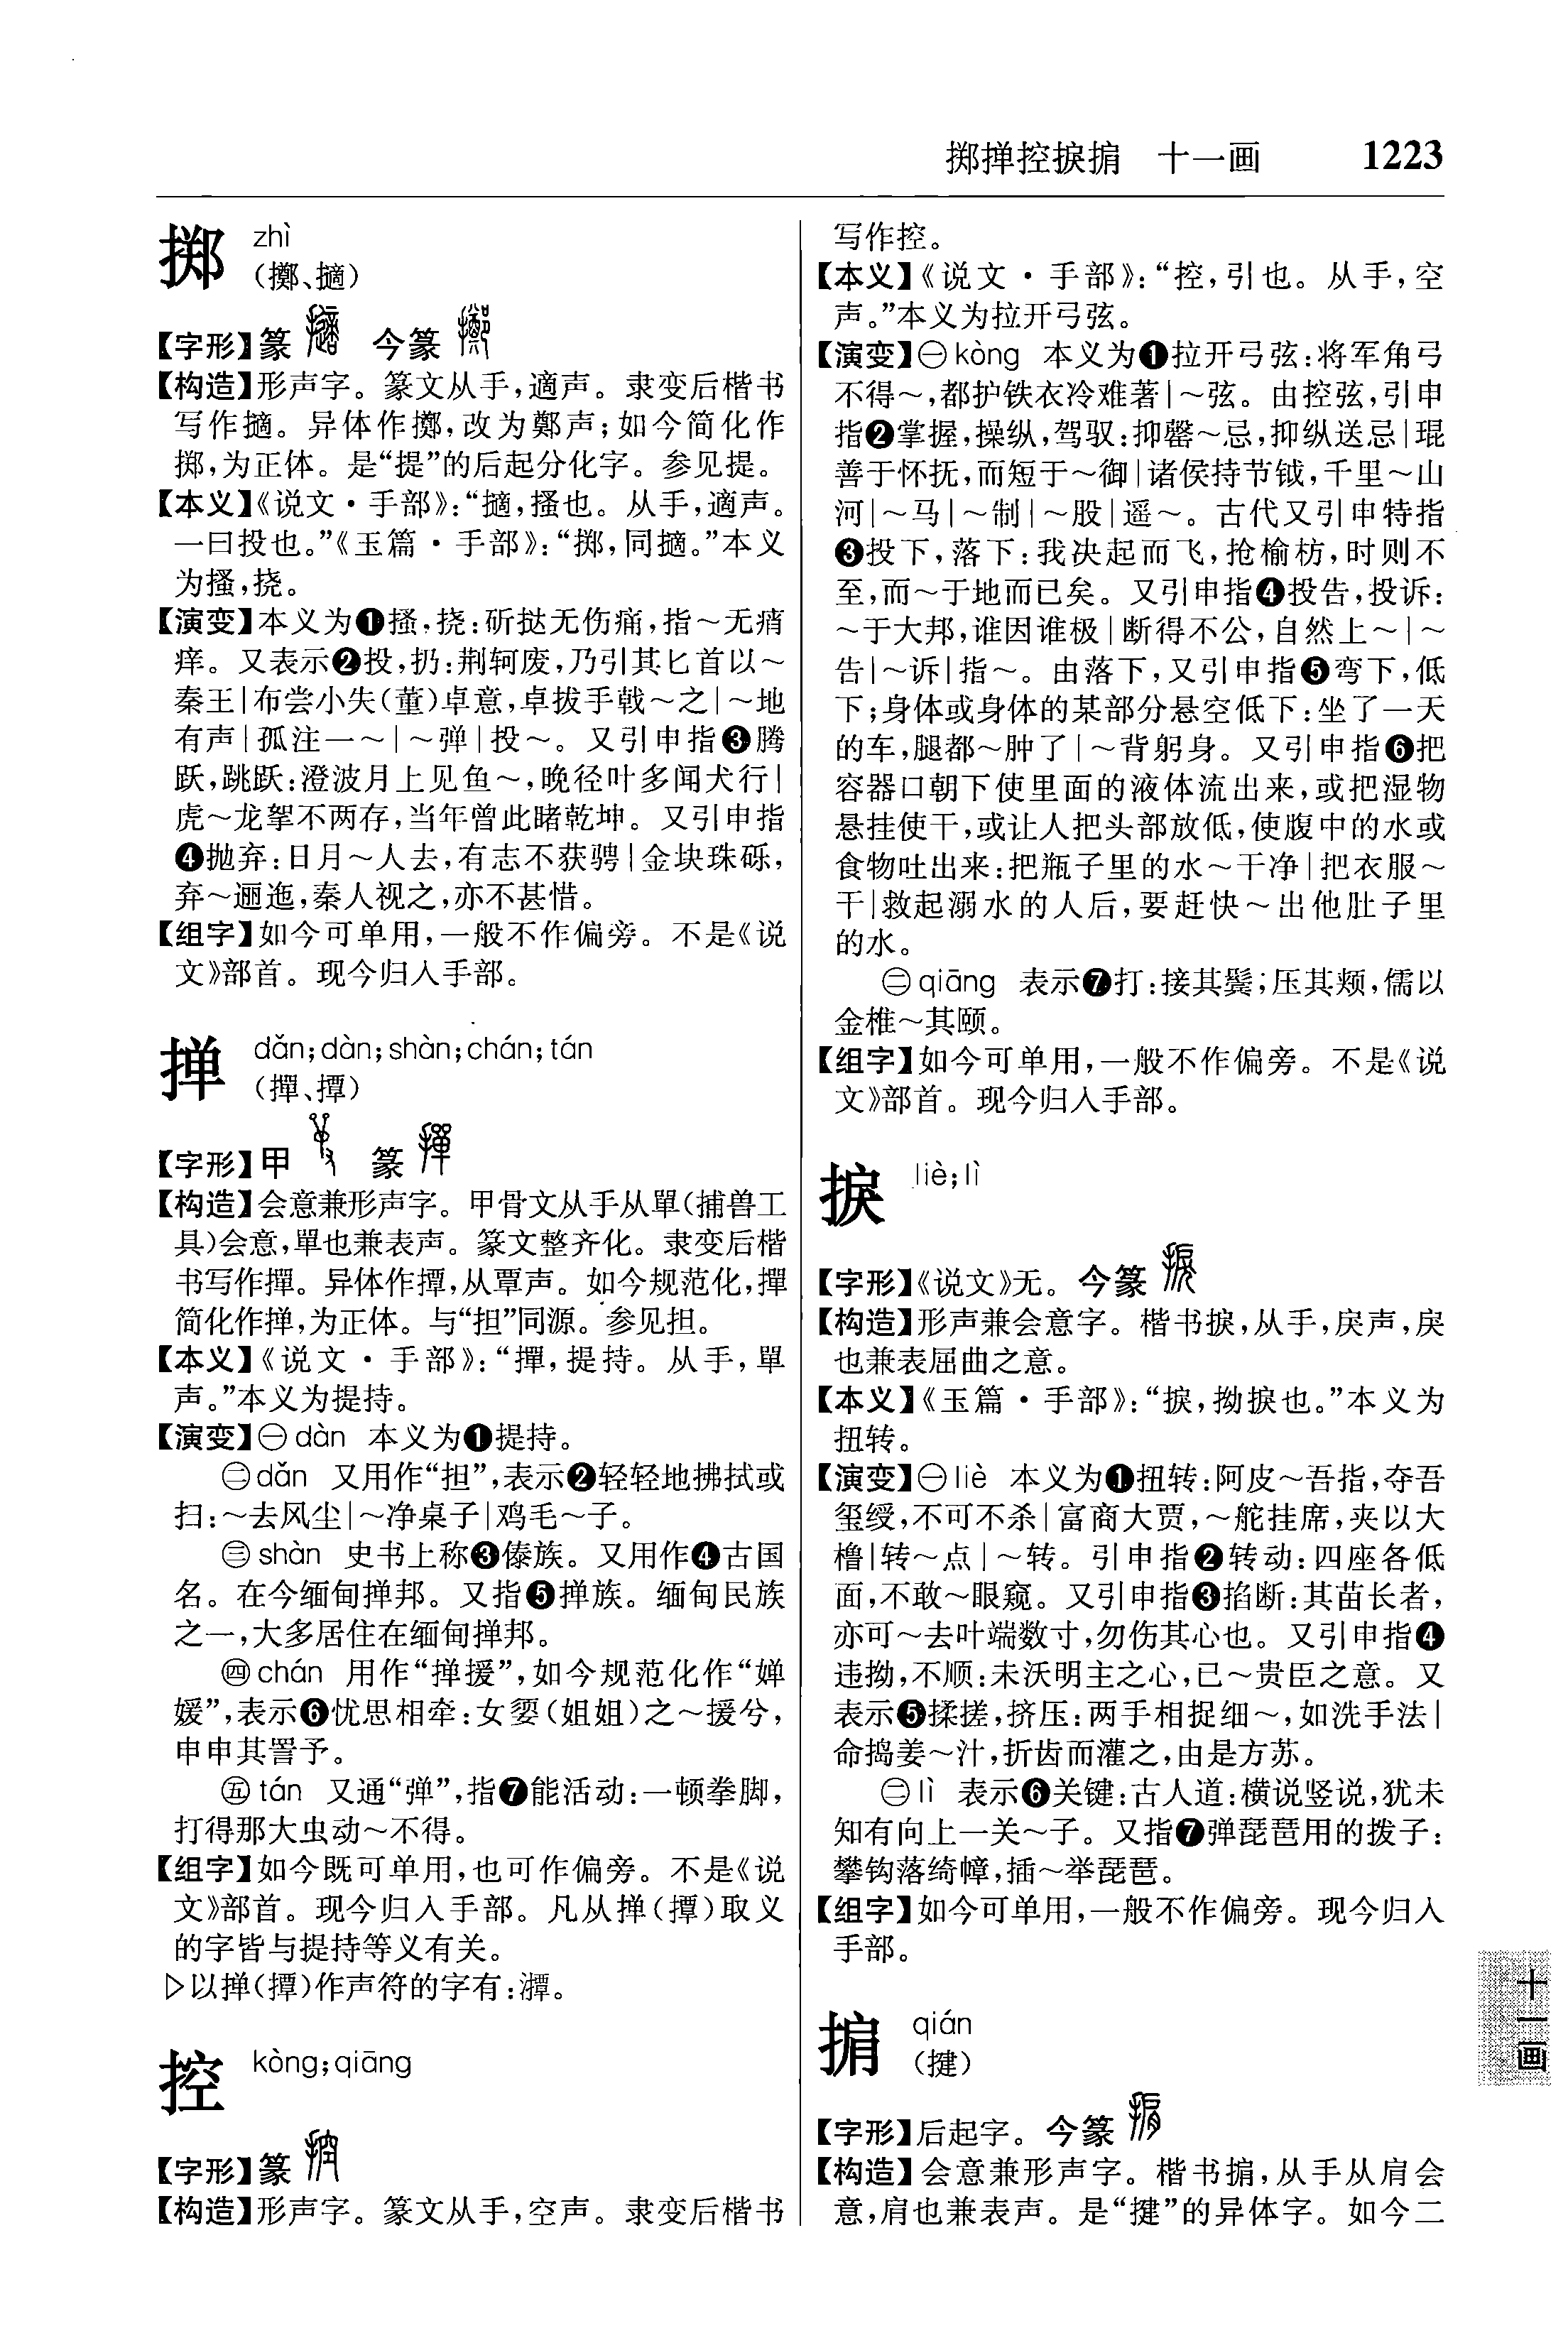 掷掸控捩掮　十一画　1223
掷 zhì
（擲、擿）
【字形】篆　今篆
【构造】形声字。篆文从手，適声。隶变后楷书
写作擿。异体作擲，改为鄭声；如今简化作
掷，为正体。是“提”的后起分化字。参见提。
【本义】《说文·手部》：“擿，搔也。从手，適声。
一曰投也。”《玉篇·手部》：“掷，同擿。”本义
为搔，挠。
【演变】本义为❶搔，挠：斫挞无伤痛，指～无痟
痒。又表示❷投，扔：荆轲废，乃引其匕首以～
秦王|布尝小失（董）卓意，卓拔手戟～之|～地
有声|孤注一～|～弹|投～。又引申指❸腾
跃，跳跃：澄波月上见鱼～，晚径叶多闻犬行|
虎～龙挐不两存，当年曾此睹乾坤。又引申指
❹抛弃：日月～人去，有志不获骋|金块珠砾，
弃～逦迤，秦人视之，亦不甚惜。
【组字】如今可单用，一般不作偏旁。不是《说
文》部首。现今归入手部。
掸 dǎn；dàn；shàn；chán；tán
（撣、撢）
【字形】甲　篆
【构造】会意兼形声字。甲骨文从手从單（捕兽工
具）会意，單也兼表声。篆文整齐化。隶变后楷
书写作撣。异体作撢，从覃声。如今规范化，撣
简化作掸，为正体。与“担”同源。参见担。
【本义】《说文·手部》：“撣，提持。从手，單
声。”本义为提持。
【演变】㊀dàn 本义为❶提持。
㊁dǎn 又用作“担”，表示❷轻轻地拂拭或
扫：～去风尘|～净桌子|鸡毛～子。
㊂shàn 史书上称❸傣族。又用作❹古国
名。在今缅甸掸邦。又指❺掸族。缅甸民族
之一，大多居住在缅甸掸邦。
㊃chán 用作“掸援”，如今规范化作“婵
媛”，表示❻忧思相牵：女媭（姐姐）之～援兮，
申申其詈予。
㊄tán 又通“弹”，指❼能活动：一顿拳脚，
打得那大虫动～不得。
【组字】如今既可单用，也可作偏旁。不是《说
文》部首。现今归入手部。凡从掸（撢）取义
的字皆与提持等义有关。
▷以掸（撢）作声符的字有：
控 kòng；qiāng
【字形】篆
【构造】形声字。篆文从手，空声。隶变后楷书
写作控。
【本义】《说文·手部》：“控，引也。从手，空
声。”本义为拉开弓弦。
【演变】㊀kòng 本义为❶拉开弓弦：将军角弓
不得～，都护铁衣冷难著|～弦。由控弦，引申
指❷掌握，操纵，驾驭：抑罄～忌，抑纵送忌|琨
善于怀抚，而短于～御|诸侯持节钺，千里～山
河|～马|～制|～股|遥～。古代又引申特指
❸投下，落下：我决起而飞，抢榆枋，时则不
至，而～于地而已矣。又引申指❹投告，投诉：
～于大邦，谁因谁极|断得不公，自然上～|～
告|～诉|指～。由落下，又引申指❺弯下，低
下；身体或身体的某部分悬空低下：坐了一天
的车，腿都～肿了|～背躬身。又引申指❻把
容器口朝下使里面的液体流出来，或把湿物
悬挂使干，或让人把头部放低，使腹中的水或
食物吐出来：把瓶子里的水～干净|把衣服～
干|救起溺水的人后，要赶快～出他肚子里
的水。
㊁qiāng 表示❼打：接其鬓；压其颊，儒以
金椎～其颐。
【组字】如今可单用，一般不作偏旁。不是《说
文》部首。现今归入手部。
捩 liè；lì
【字形】《说文》无。今篆
【构造】形声兼会意字。楷书捩，从手，戾声，戾
也兼表屈曲之意。
【本义】《玉篇·手部》：“捩，拗捩也。”本义为
扭转。
【演变】㊀liè 本义为❶扭转：阿皮～吾指，夺吾
玺绶，不可不杀|富商大贾，～舵挂席，夹以大
橹|转～点|～转。引申指❷转动：四座各低
面，不敢～眼窥。又引申指❸掐断：其苗长者，
亦可～去叶端数寸，勿伤其心也。又引申指❹
违拗，不顺：未沃明主之心，已～贵臣之意。又
表示❺揉搓，挤压：两手相捉细～，如洗手法|
命捣姜～汁，折齿而灌之，由是方苏。
㊁lì 表示❻关键：古人道：横说竖说，犹未
知有向上一关～子。又指❼弹琵琶用的拨子：
攀钩落绮幛，插～举琵琶。
【组字】如今可单用，一般不作偏旁。现今归入
手部。
掮 qián
（揵）
【字形】后起字。今篆
【构造】会意兼形声字。楷书掮，从手从肩会
意，肩也兼表声。是“揵”的异体字。如今二
十一画